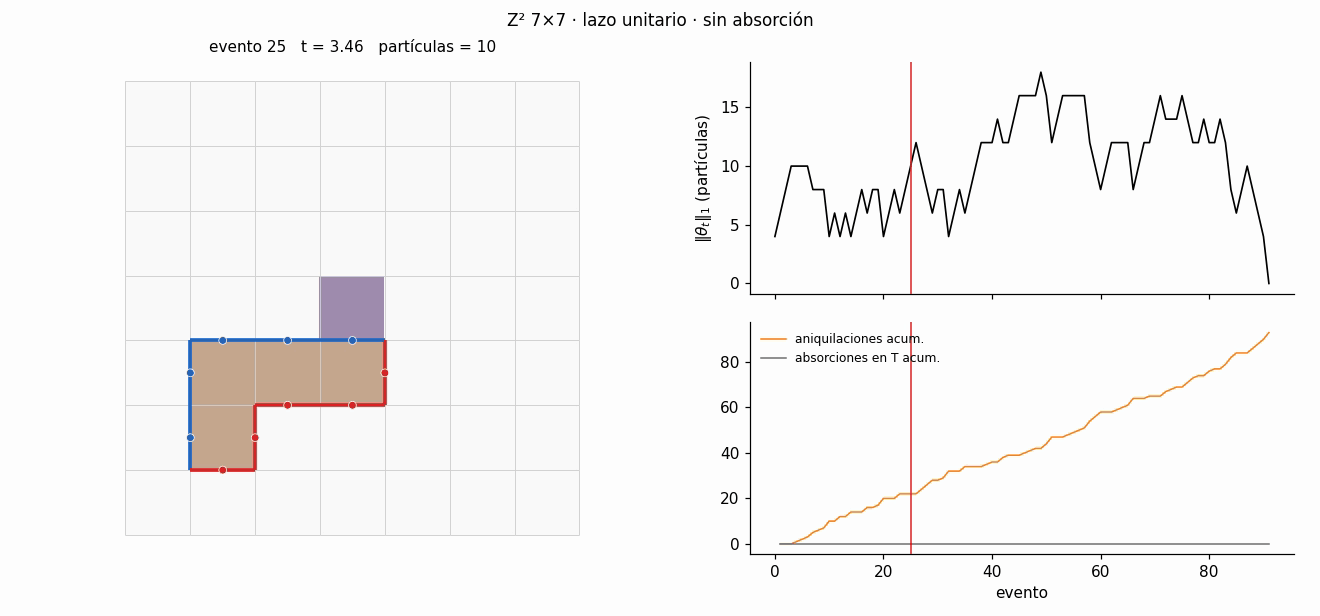 Z² 7×7 · lazo unitario · sin absorción
evento 25   t = 3.46   partículas = 10
‖θₜ‖₁ (partículas)
15
10
5
0
aniquilaciones acum.
absorciones en T acum.
80
60
40
20
0
0 20 40 60 80
evento